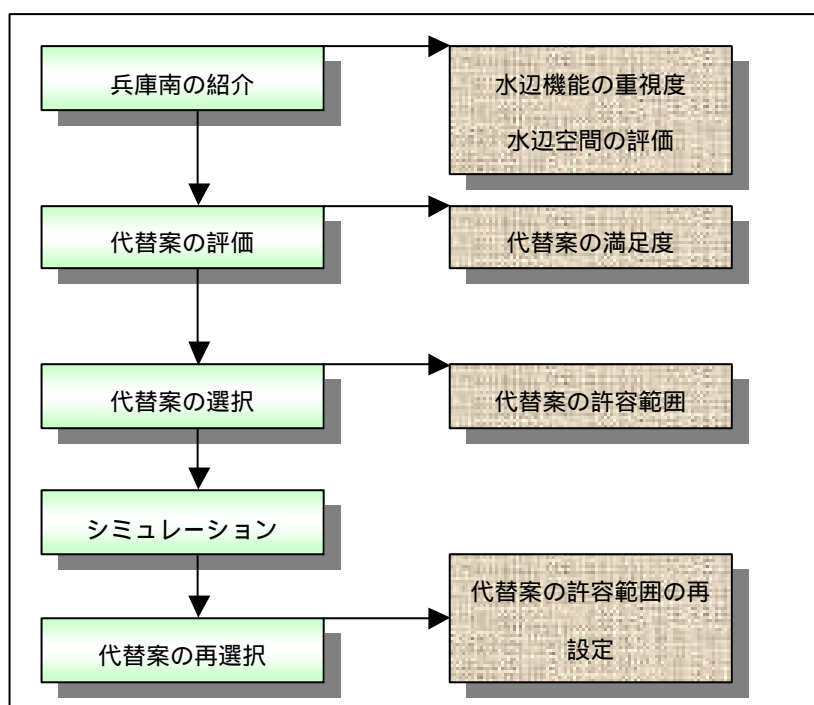 兵庫南の紹介
水辺機能の重視度
水辺空間の評価
代替案の評価
代替案の満足度
代替案の選択
代替案の許容範囲
シミュレーション
代替案の再選択
代替案の許容範囲の再
設定